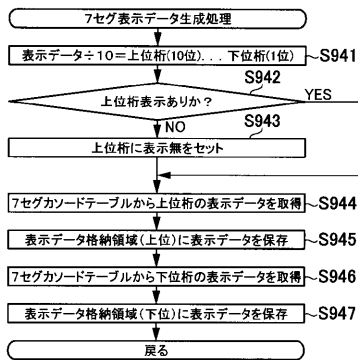 7セグ表示データ生成処理
表示データ÷10=上位桁(10位)...下位桁(1位)
S941
S942
上位桁表示ありか?
YES
NO
S943
上位桁に表示無をセット
7セグカソードテーブルから上位桁の表示データを取得
S944
表示データ格納領域(上位)に表示データを保存
S945
7セグカソードテーブルから下位桁の表示データを取得
S946
表示データ格納領域(下位)に表示データを保存
S947
戻る